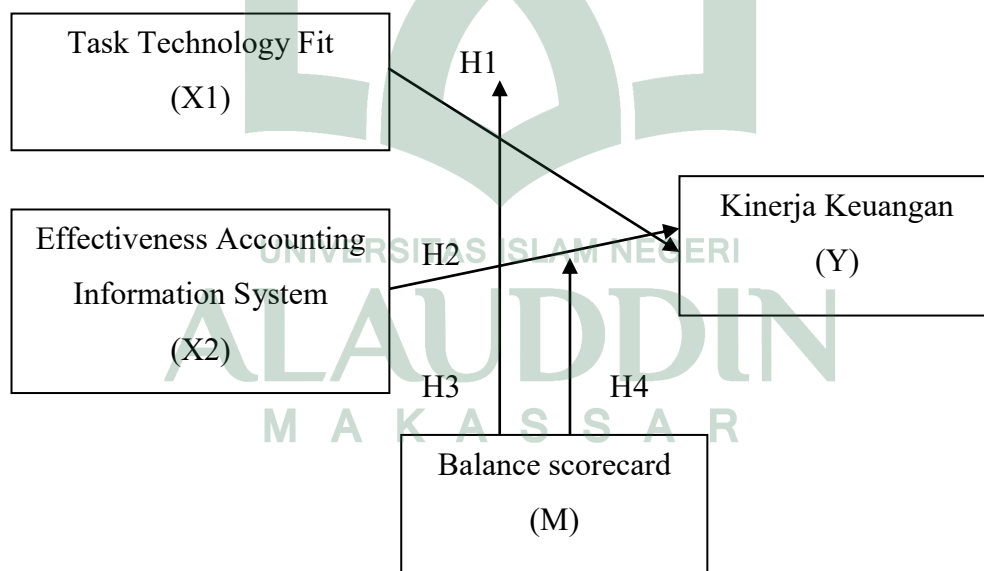 Task Technology Fit
(X1)
H1
Effectiveness Accounting
Information System
(X2)
H2
Kinerja Keuangan
(Y)
UNIVERSITAS ISLAM NEGERI
ALAUDDIN
MAKASSAR
H3
H4
Balance scorecard
(M)